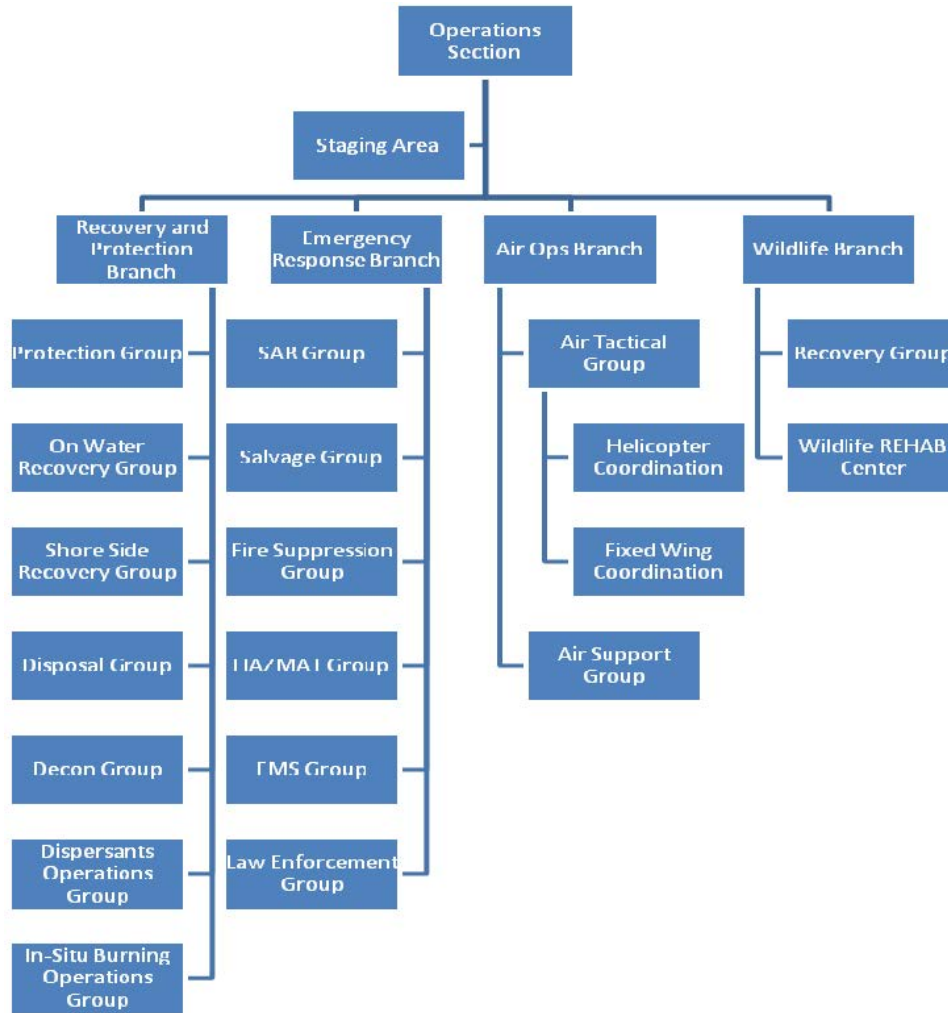 Operations
Section
Staging Area
Recovery and
Protection
Branch
Emergency
Response Branch
Air Ops Branch
Wildlife Branch
Protection Group
SAR Group
Air Tactical
Group
Recovery Group
On Water
Recovery Group
Salvage Group
Helicopter
Coordination
Wildlife REHAB
Center
Shore Side
Recovery Group
Fire Suppression
Group
Fixed Wing
Coordination
Disposal Group
HAZMAT Group
Air Support
Group
Decon Group
EMS Group
Dispersants
Operations
Group
Law Enforcement
Group
In-Situ Burning
Operations
Group